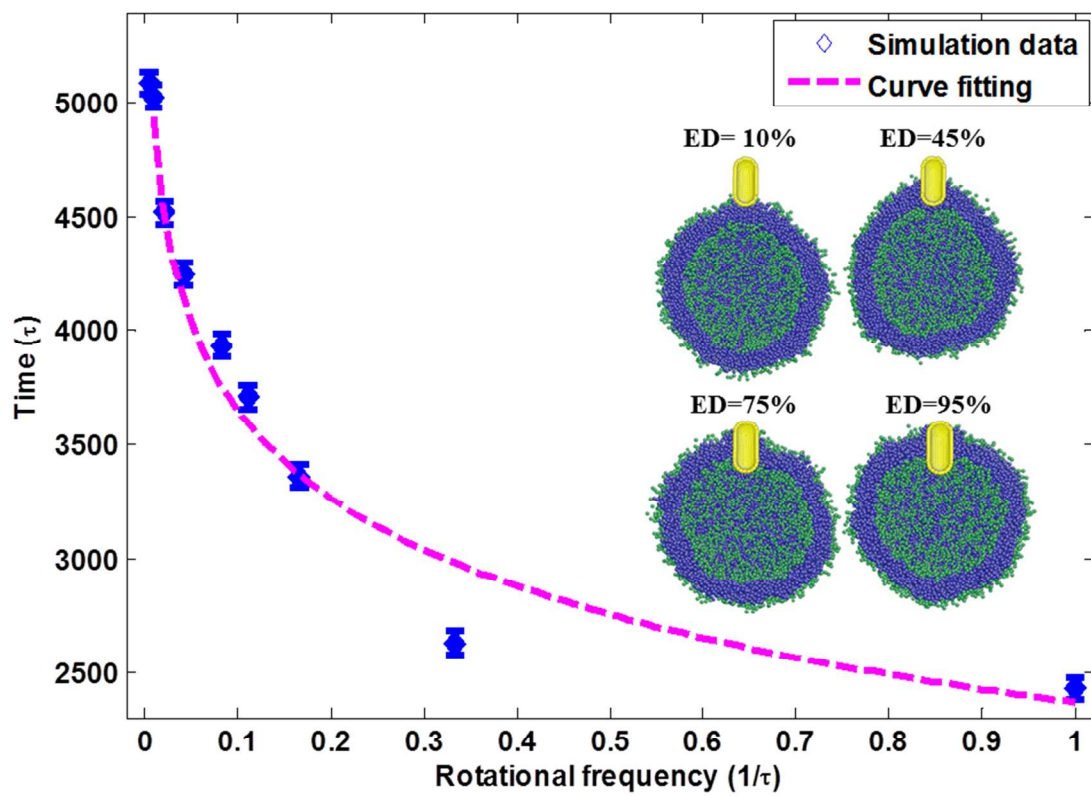 Simulation data
Curve fitting
ED= 10%
ED=45%
ED=75%
ED=95%
5000
4500
4000
3500
3000
2500
Time (τ)
0
0.1
0.2
0.3
0.4
0.5
0.6
0.7
0.8
0.9
1
Rotational frequency (1/τ)